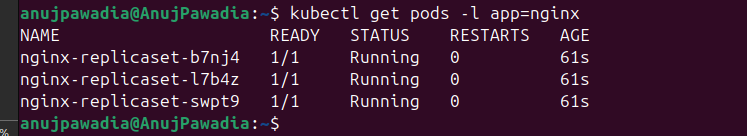 anujpawadia@AnujPawadia:~$ kubectl get pods -l app=nginx
NAME                     READY   STATUS    RESTARTS   AGE
nginx-replicaset-b7nj4   1/1     Running   0          61s
nginx-replicaset-l7b4z   1/1     Running   0          61s
nginx-replicaset-swpt9   1/1     Running   0          61s
anujpawadia@AnujPawadia:~$
%